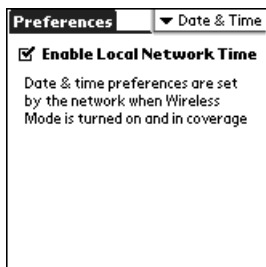 Preferences
Date & Time
Enable Local Network Time
Date & time preferences are set
by the network when Wireless
Mode is turned on and in coverage